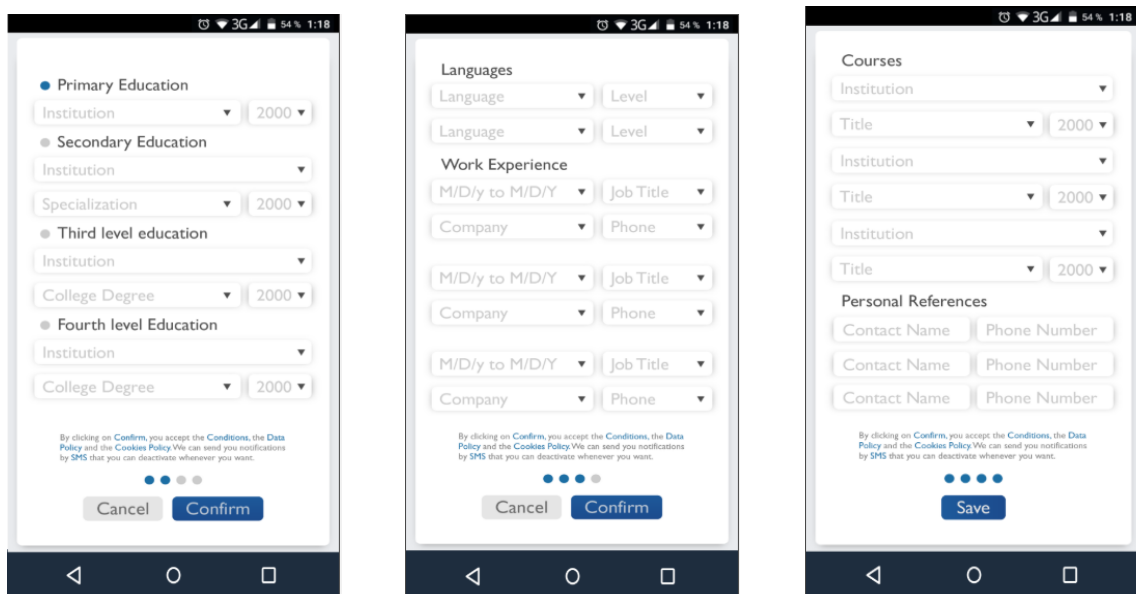 3G 54 % 1:18
Primary Education
Institution 2000
Secondary Education
Institution
Specialization 2000
Third level education
Institution
College Degree 2000
Fourth level Education
Institution
College Degree 2000
By clicking on Confirm, you accept the Conditions, the Data
Policy and the Cookies Policy. We can send you notifications
by SMS that you can deactivate whenever you want.
Cancel Confirm
3G 54 % 1:18
Languages
Language Level
Language Level
Work Experience
M/D/y to M/D/Y Job Title
Company Phone
M/D/y to M/D/Y Job Title
Company Phone
M/D/y to M/D/Y Job Title
Company Phone
By clicking on Confirm, you accept the Conditions, the Data
Policy and the Cookies Policy. We can send you notifications
by SMS that you can deactivate whenever you want.
Cancel Confirm
3G 54 % 1:18
Courses
Institution
Title 2000
Institution
Title 2000
Institution
Title 2000
Personal References
Contact Name Phone Number
Contact Name Phone Number
Contact Name Phone Number
By clicking on Confirm, you accept the Conditions, the Data
Policy and the Cookies Policy. We can send you notifications
by SMS that you can deactivate whenever you want.
Save